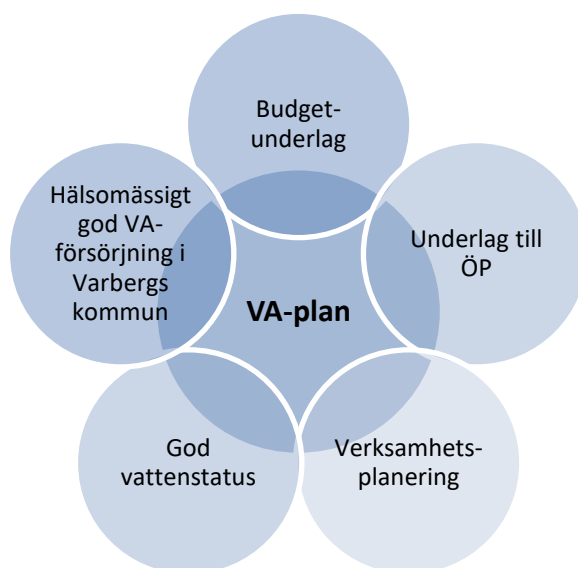 Budget-
underlag
Hälsomässigt
god VA-
försörjning i
Varbergs
kommun
Underlag till
ÖP
VA-plan
God
vattenstatus
Verksamhets-
planering